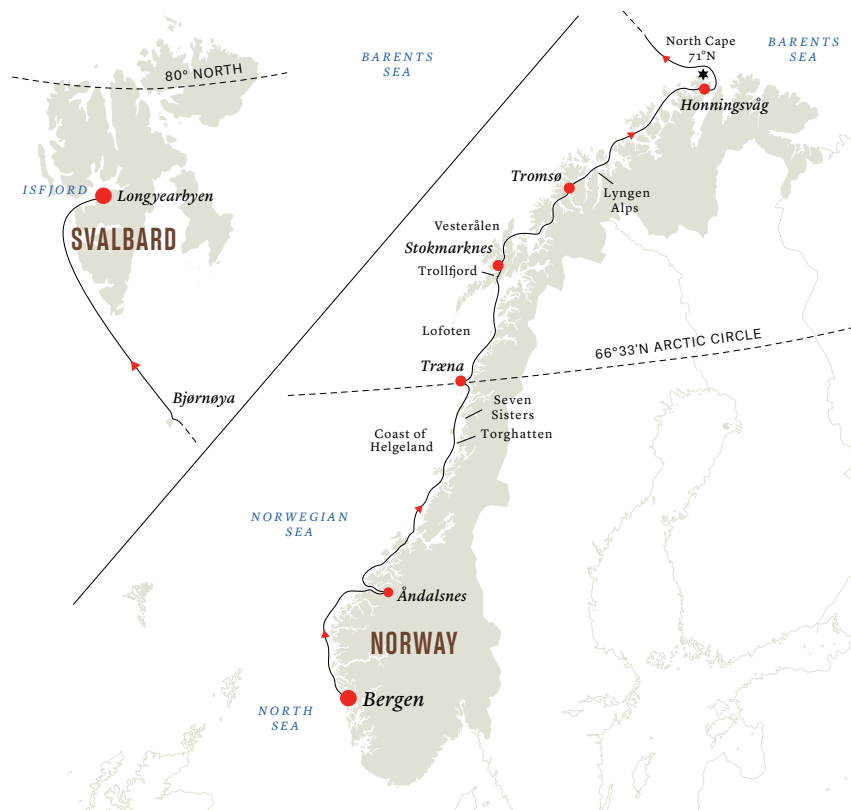 BARENTS
SEA
North Cape
71°N
BARENTS
SEA
80° NORTH
Honningsvåg
ISFJORD
Longyearbyen
Tromsø
Lyngen
Alps
SVALBARD
Vesterålen
Stokmarknes
Trollfjord
Lofoten
66°33'N ARCTIC CIRCLE
Træna
Bjørnøya
Seven
Sisters
Coast of
Helgeland
Torghatten
NORWEGIAN
SEA
Åndalsnes
NORWAY
Bergen
NORTH
SEA